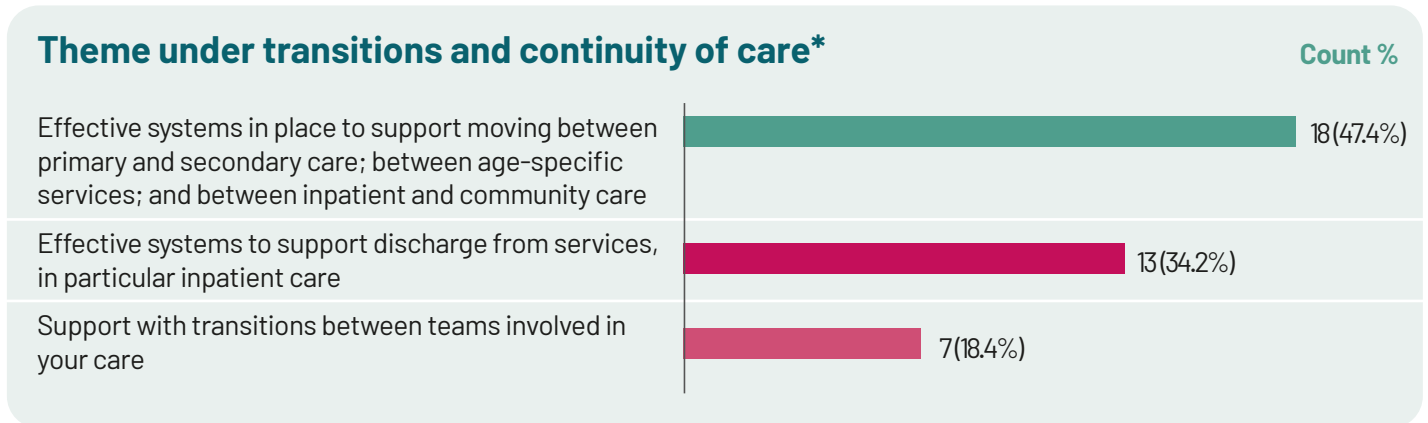 Theme under transitions and continuity of care*
Count %
Effective systems in place to support moving between
primary and secondary care; between age-specific
services; and between inpatient and community care
18 (47.4%)
Effective systems to support discharge from services,
in particular inpatient care
13 (34.2%)
Support with transitions between teams involved in
your care
7 (18.4%)